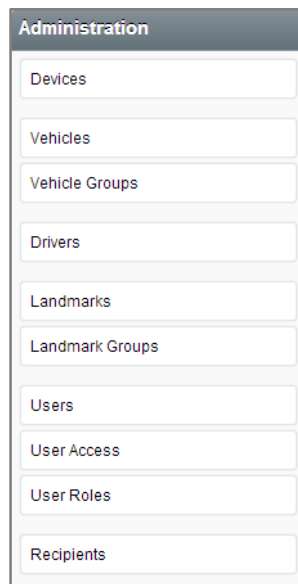 Administration
Devices
Vehicles
Vehicle Groups
Drivers
Landmarks
Landmark Groups
Users
User Access
User Roles
Recipients